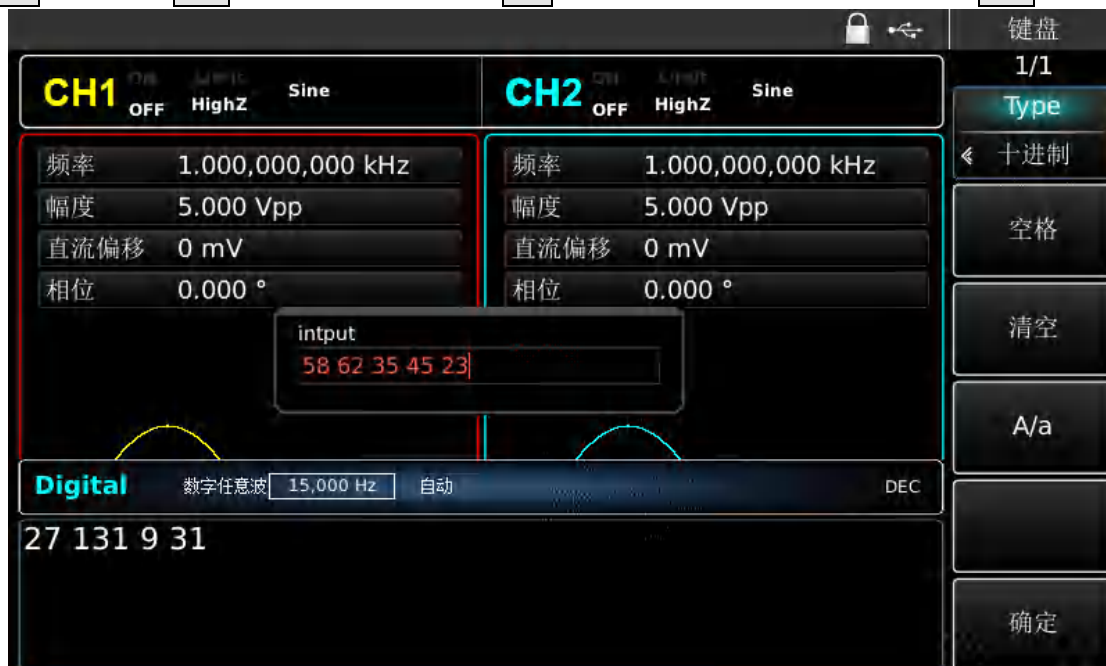 键盘
1/1
CH1 OFF HighZ Sine
CH2 OFF HighZ Sine
Type
十进制
频率 1.000,000,000 kHz
频率 1.000,000,000 kHz
幅度 5.000 Vpp
幅度 5.000 Vpp
直流偏移 0 mV
直流偏移 0 mV
相位 0.000 °
相位 0.000 °
空格
清空
intput
58 62 35 45 23
A/a
Digital 数字任意波 15,000 Hz 自动 DEC
27 131 9 31
确定